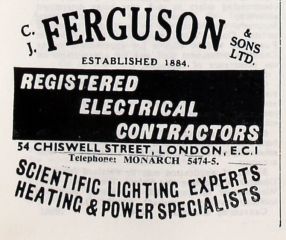 C. J. FERGUSON & SONS LTD.
ESTABLISHED 1884.
REGISTERED
ELECTRICAL
CONTRACTORS
54 CHISWELL STREET, LONDON, E.C.1
Telephone: MONARCH 5474-5.
SCIENTIFIC LIGHTING EXPERTS
HEATING & POWER SPECIALISTS